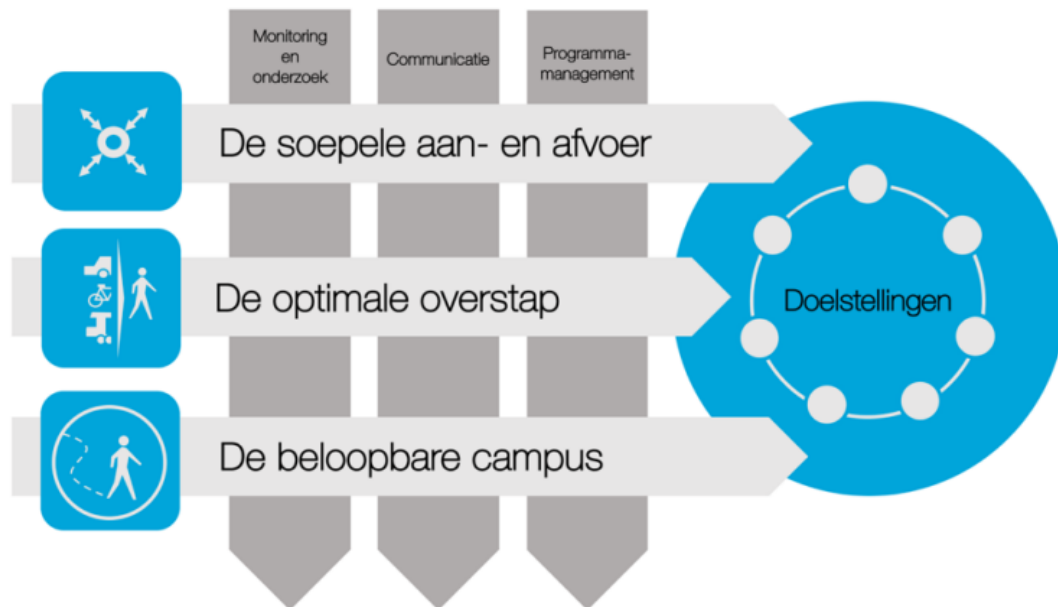 Monitoring
en
onderzoek
Communicatie
Programma-
management
De soepele aan- en afvoer
De optimale overstap
Doelstellingen
De beloopbare campus